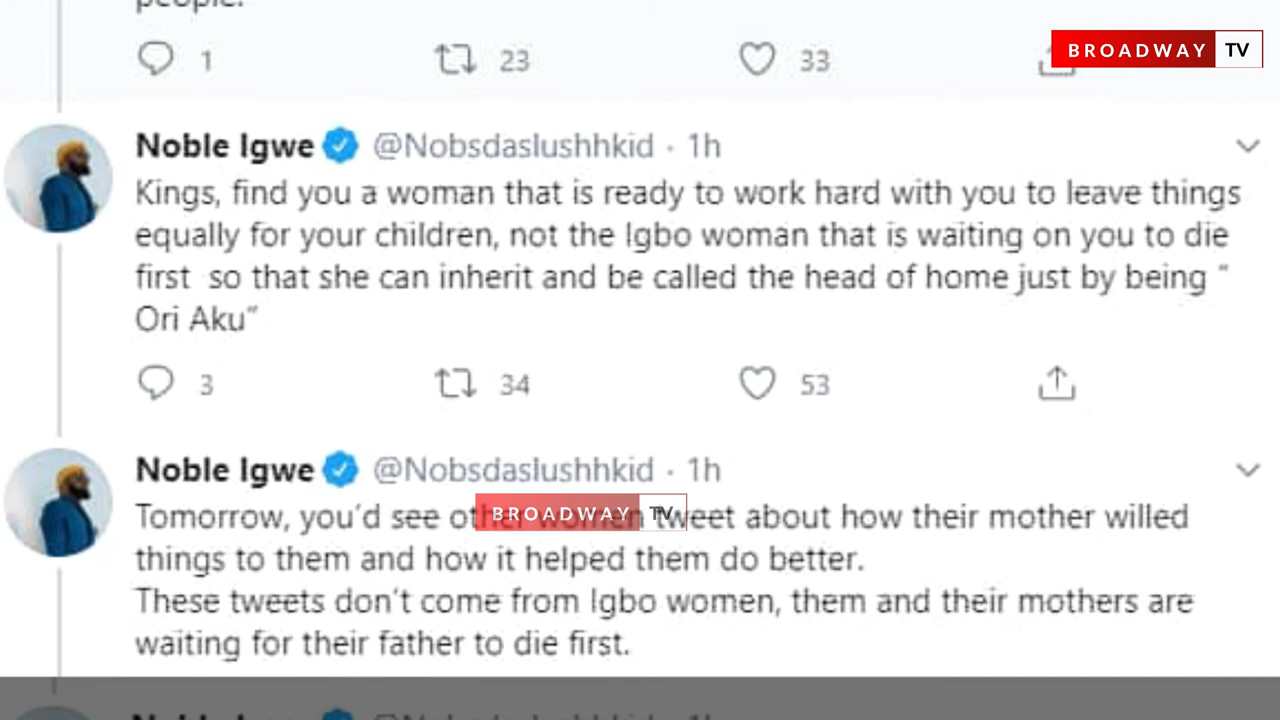 people.
1 23 33
BROADWAY TV
Noble Igwe @Nobsdaslushhkid · 1h
Kings, find you a woman that is ready to work hard with you to leave things
equally for your children, not the Igbo woman that is waiting on you to die
first so that she can inherit and be called the head of home just by being “
Ori Aku”
3 34 53
Noble Igwe @Nobsdaslushhkid · 1h
Tomorrow, you’d see other women tweet about how their mother willed
BROADWAY TV
things to them and how it helped them do better.
These tweets don’t come from Igbo women, them and their mothers are
waiting for their father to die first.
Noble Igwe @Nobsdaslushhkid · 1h